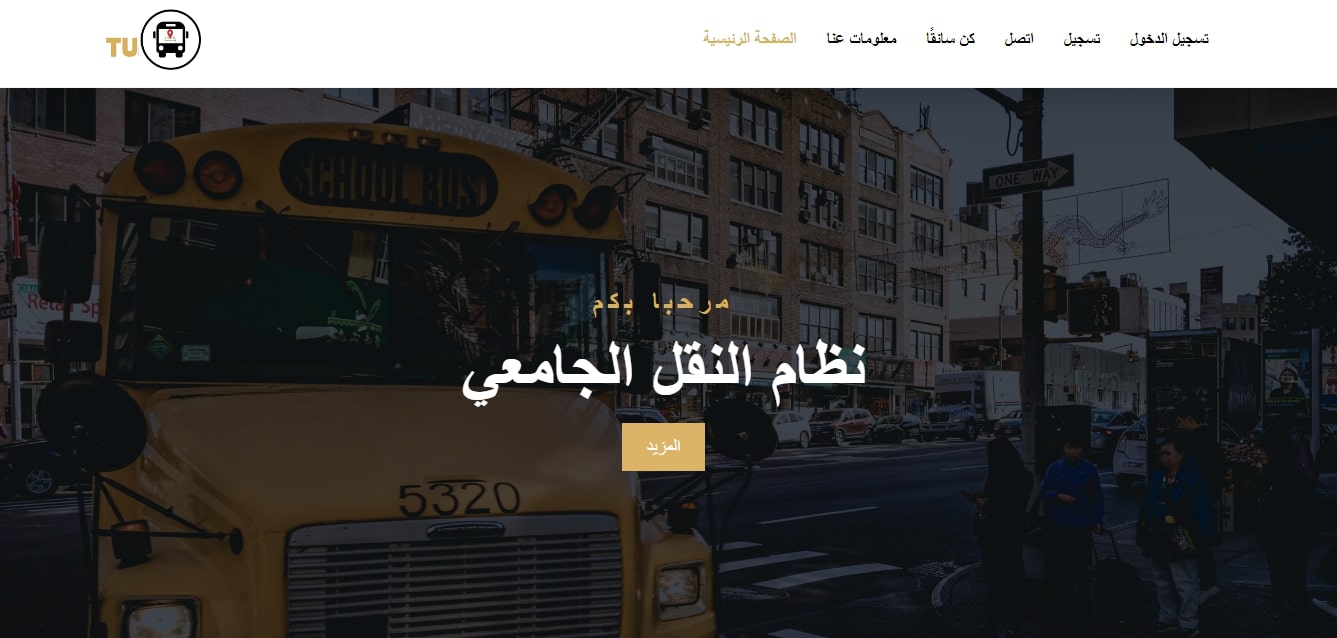 TU
الصفحة الرئيسية
معلومات عنا
كن سائقًا
اتصل
تسجيل
تسجيل الدخول
SCHOOL BUS
ONE WAY
مرحبا بكم
نظام النقل الجامعي
المزيد
5320